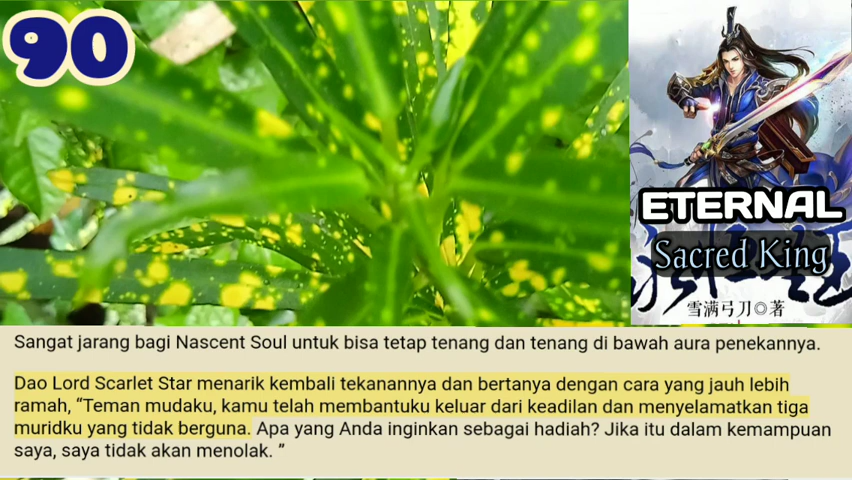 90
ETERNAL
Sacred King
雪满弓刀◎著
Sangat jarang bagi Nascent Soul untuk bisa tetap tenang dan tenang di bawah aura penekannya.
Dao Lord Scarlet Star menarik kembali tekanannya dan bertanya dengan cara yang jauh lebih
ramah, “Teman mudaku, kamu telah membantuku keluar dari keadilan dan menyelamatkan tiga
muridku yang tidak berguna. Apa yang Anda inginkan sebagai hadiah? Jika itu dalam kemampuan
saya, saya tidak akan menolak. ”